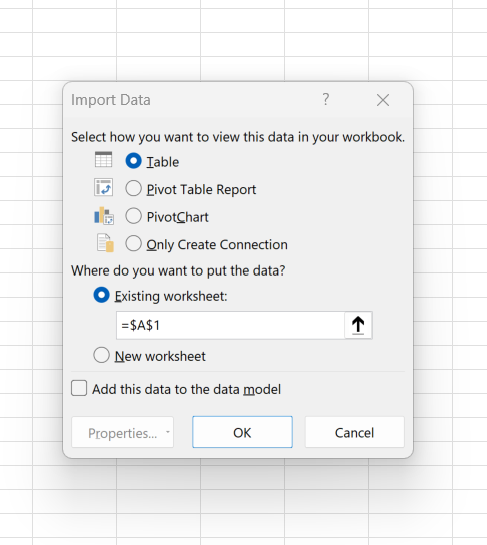 Import Data ?
Select how you want to view this data in your workbook.
Table
Pivot Table Report
PivotChart
Only Create Connection
Where do you want to put the data?
Existing worksheet:
=$A$1
New worksheet
Add this data to the data model
Properties... OK Cancel